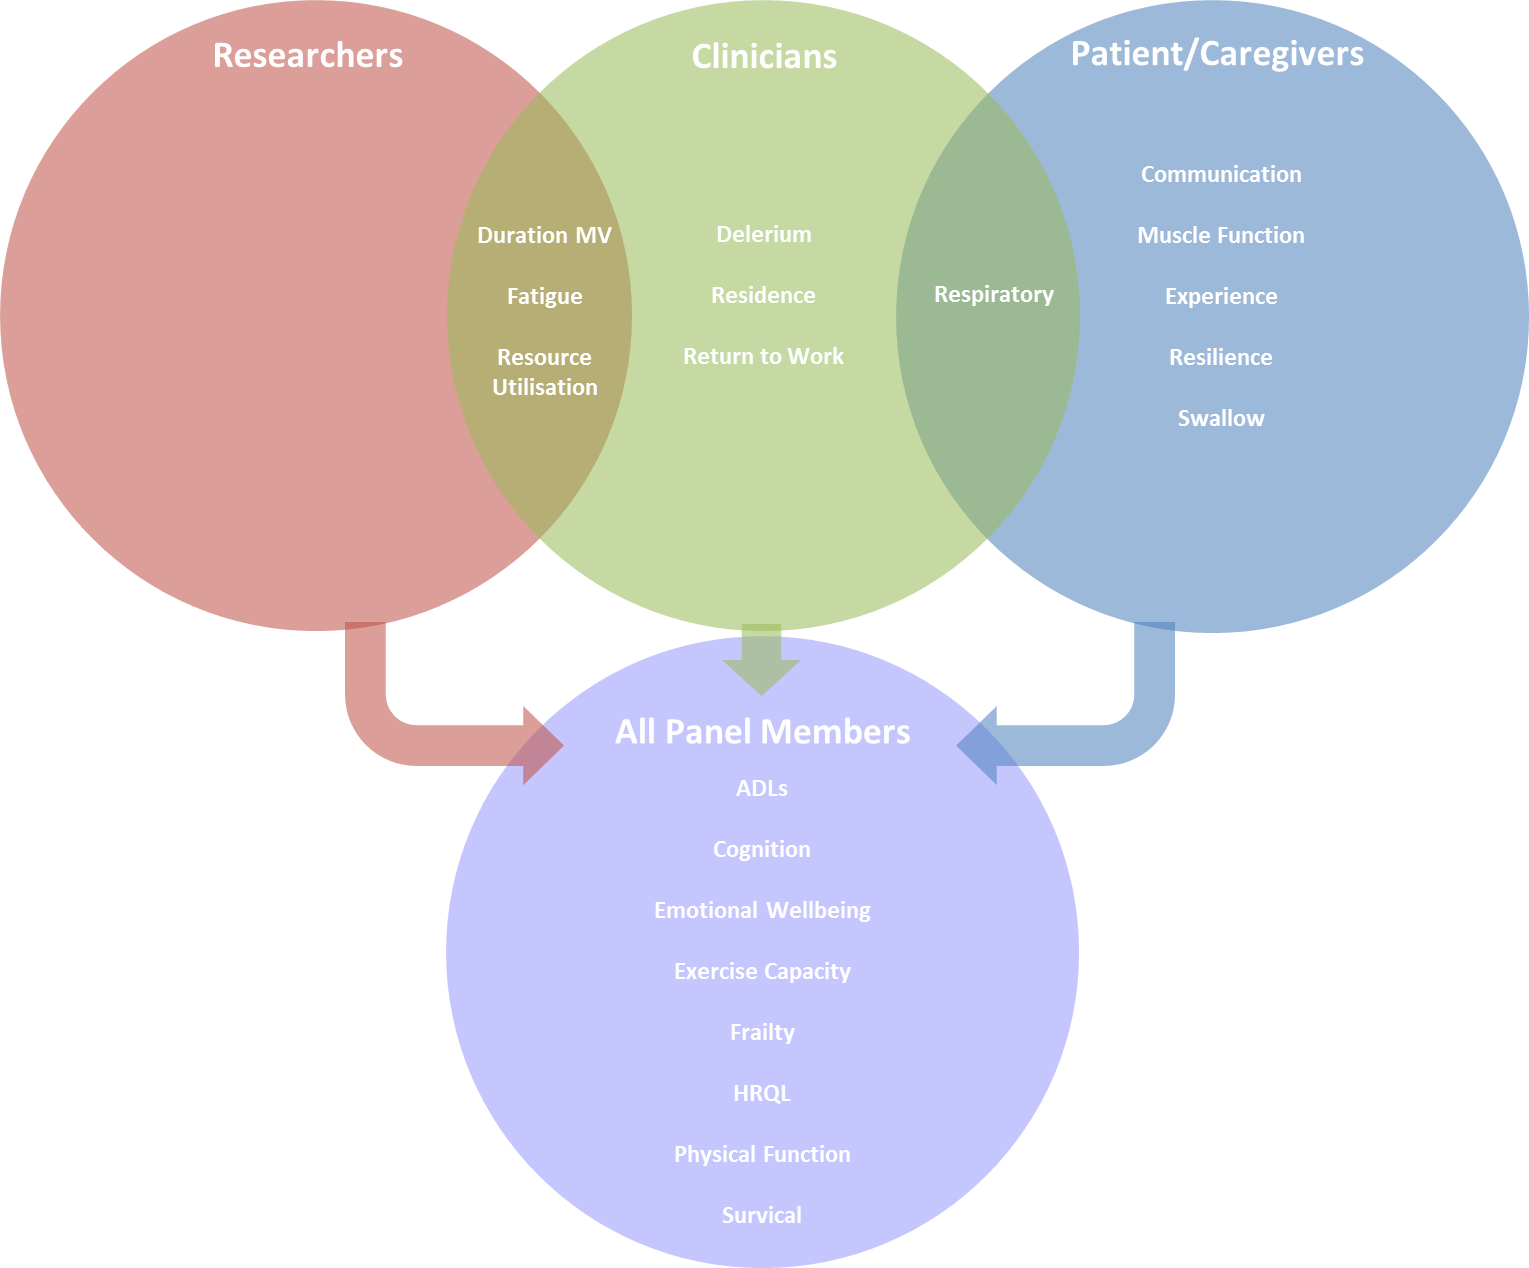 Researchers
Clinicians
Patient/Caregivers
Duration MV
Fatigue
Resource
Utilisation
Delerium
Residence
Return to Work
Respiratory
Communication
Muscle Function
Experience
Resilience
Swallow
All Panel Members
ADLs
Cognition
Emotional Wellbeing
Exercise Capacity
Frailty
HRQL
Physical Function
Survical